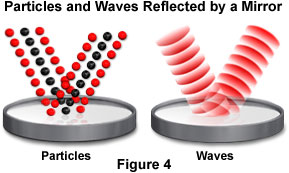 Particles and Waves Reflected by a Mirror
Particles
Waves
Figure 4